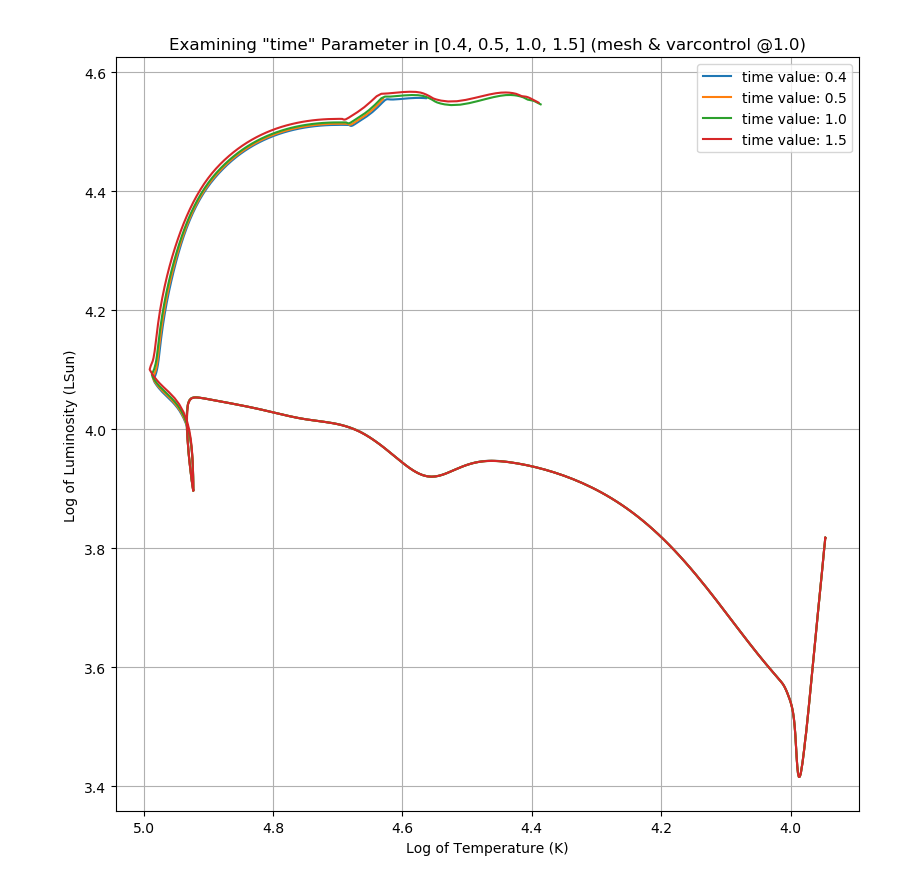 Examining "time" Parameter in [0.4, 0.5, 1.0, 1.5] (mesh & varcontrol @1.0)
time value: 0.4
time value: 0.5
time value: 1.0
time value: 1.5
4.6
4.4
4.2
4.0
3.8
3.6
3.4
Log of Luminosity (LSun)
5.0 4.8 4.6 4.4 4.2 4.0
Log of Temperature (K)